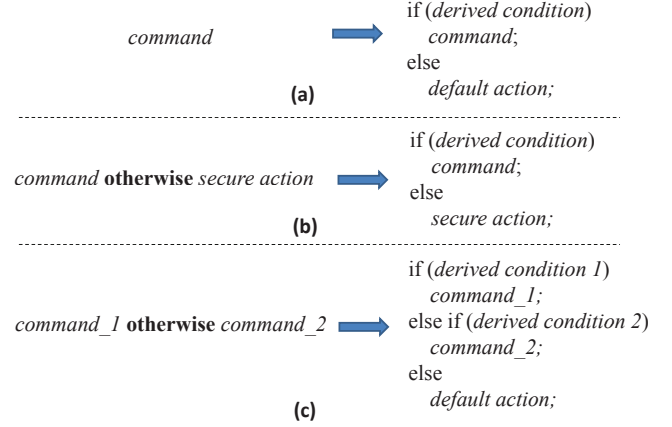 command
if (derived condition)
command;
else
default action;
(a)
command otherwise secure action
if (derived condition)
command;
else
secure action;
(b)
command_1 otherwise command_2
if (derived condition 1)
command_1;
else if (derived condition 2)
command_2;
else
default action;
(c)